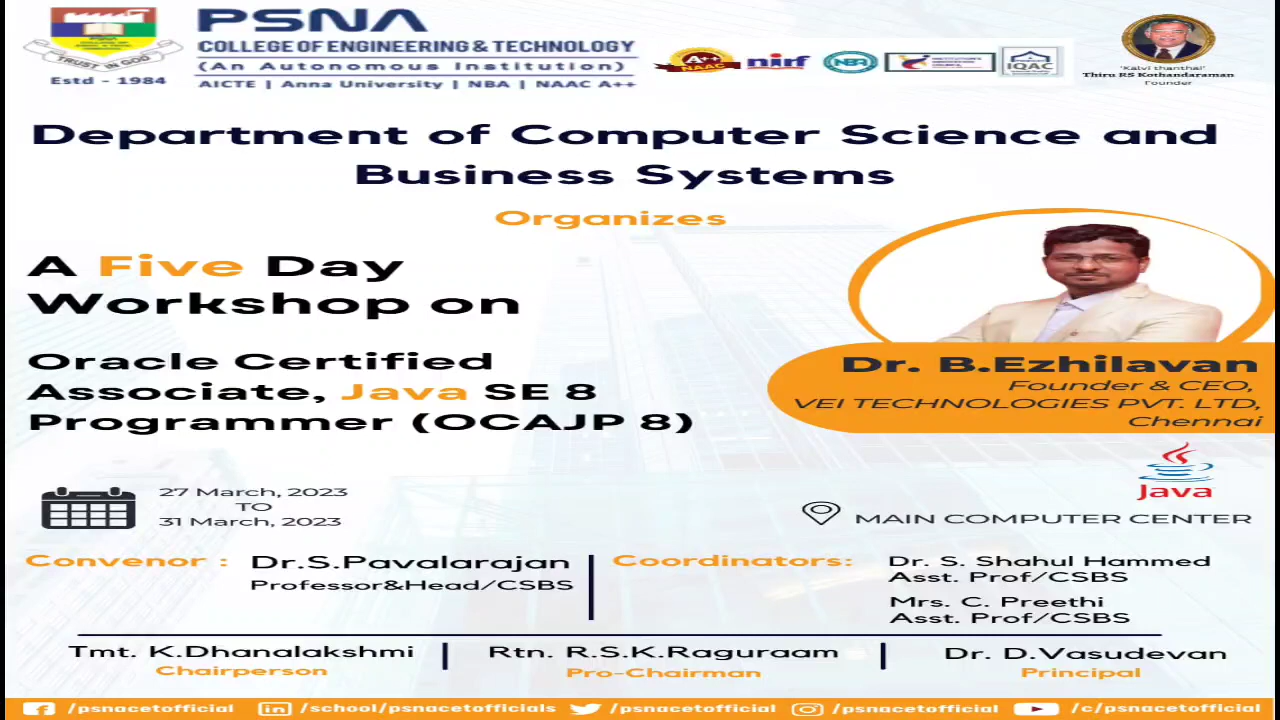 PSNA
COLLEGE OF ENGINEERING & TECHNOLOGY
(An Autonomous Institution)
AICTE | Anna University | NBA | NAAC A++
TRUST IN GOD
Estd - 1984
A++
NAAC
nirf
NBA
IQAC
'Kalvi thanthai'
Thiru RS Kothandaraman
Founder
Department of Computer Science and
Business Systems
Organizes
A Five Day
Workshop on
Oracle Certified
Associate, Java SE 8
Programmer (OCAJP 8)
Dr. B.Ezhilavan
Founder & CEO,
VEI TECHNOLOGIES PVT. LTD,
Chennai
Java
27 March, 2023
TO
31 March, 2023
MAIN COMPUTER CENTER
Convenor : Dr.S.Pavalarajan
Professor&Head/CSBS
Coordinators: Dr. S. Shahul Hammed
Asst. Prof/CSBS
Mrs. C. Preethi
Asst. Prof/CSBS
Tmt. K.Dhanalakshmi
Chairperson
Rtn. R.S.K.Raguraam
Pro-Chairman
Dr. D.Vasudevan
Principal
/psnacetofficial /school/psnacetofficials /psnacetofficial /psnacetofficial /c/psnacetofficial